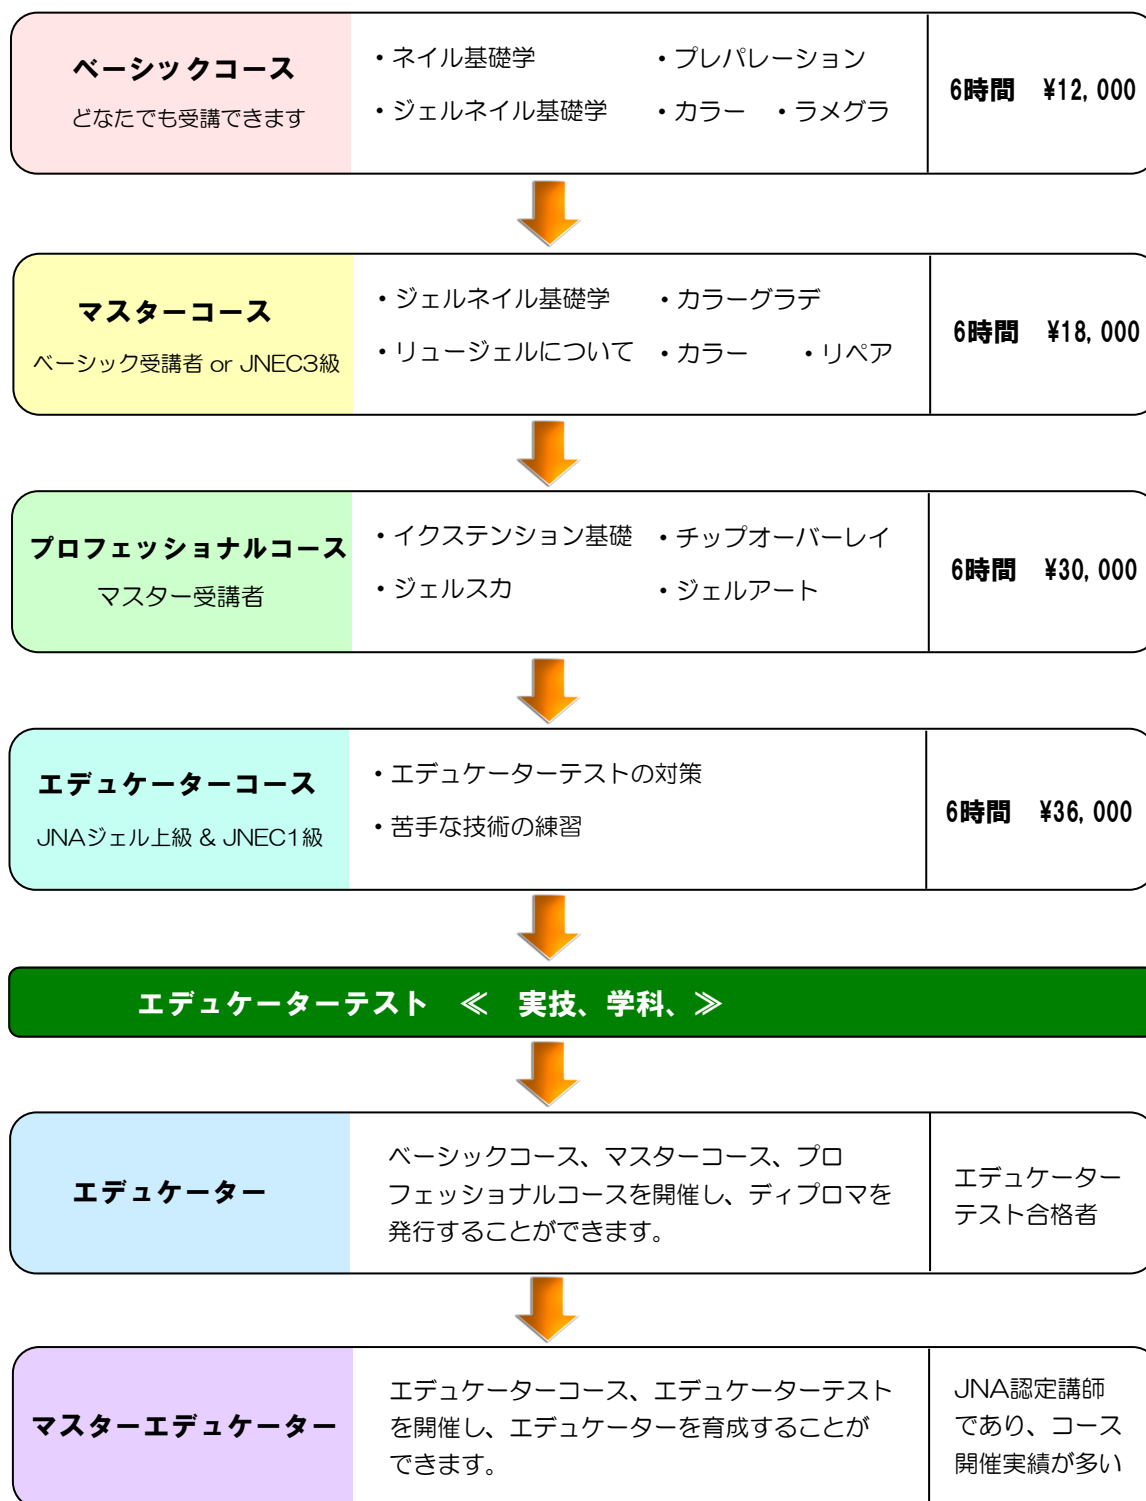 ベーシックコース
どなたでも受講できます
・ネイル基礎学 ・プレパレーション
・ジェルネイル基礎学 ・カラー ・ラメグラ
6時間 ¥12,000
マスターコース
ベーシック受講者 or JNEC3級
・ジェルネイル基礎学 ・カラーグラデ
・リュージェルについて ・カラー ・リペア
6時間 ¥18,000
プロフェッショナルコース
マスター受講者
・イクステンション基礎 ・チップオーバーレイ
・ジェルスカ ・ジェルアート
6時間 ¥30,000
エデュケーターコース
JNAジェル上級 & JNEC1級
・エデュケーターテストの対策
・苦手な技術の練習
6時間 ¥36,000
エデュケーターテスト ≪ 実技、学科、≫
エデュケーター
ベーシックコース、マスターコース、プロ
フェッショナルコースを開催し、ディプロマを
発行することができます。
エデュケーター
テスト合格者
マスターエデュケーター
エデュケーターコース、エデュケーターテスト
を開催し、エデュケーターを育成することが
できます。
JNA認定講師
であり、コース
開催実績が多い